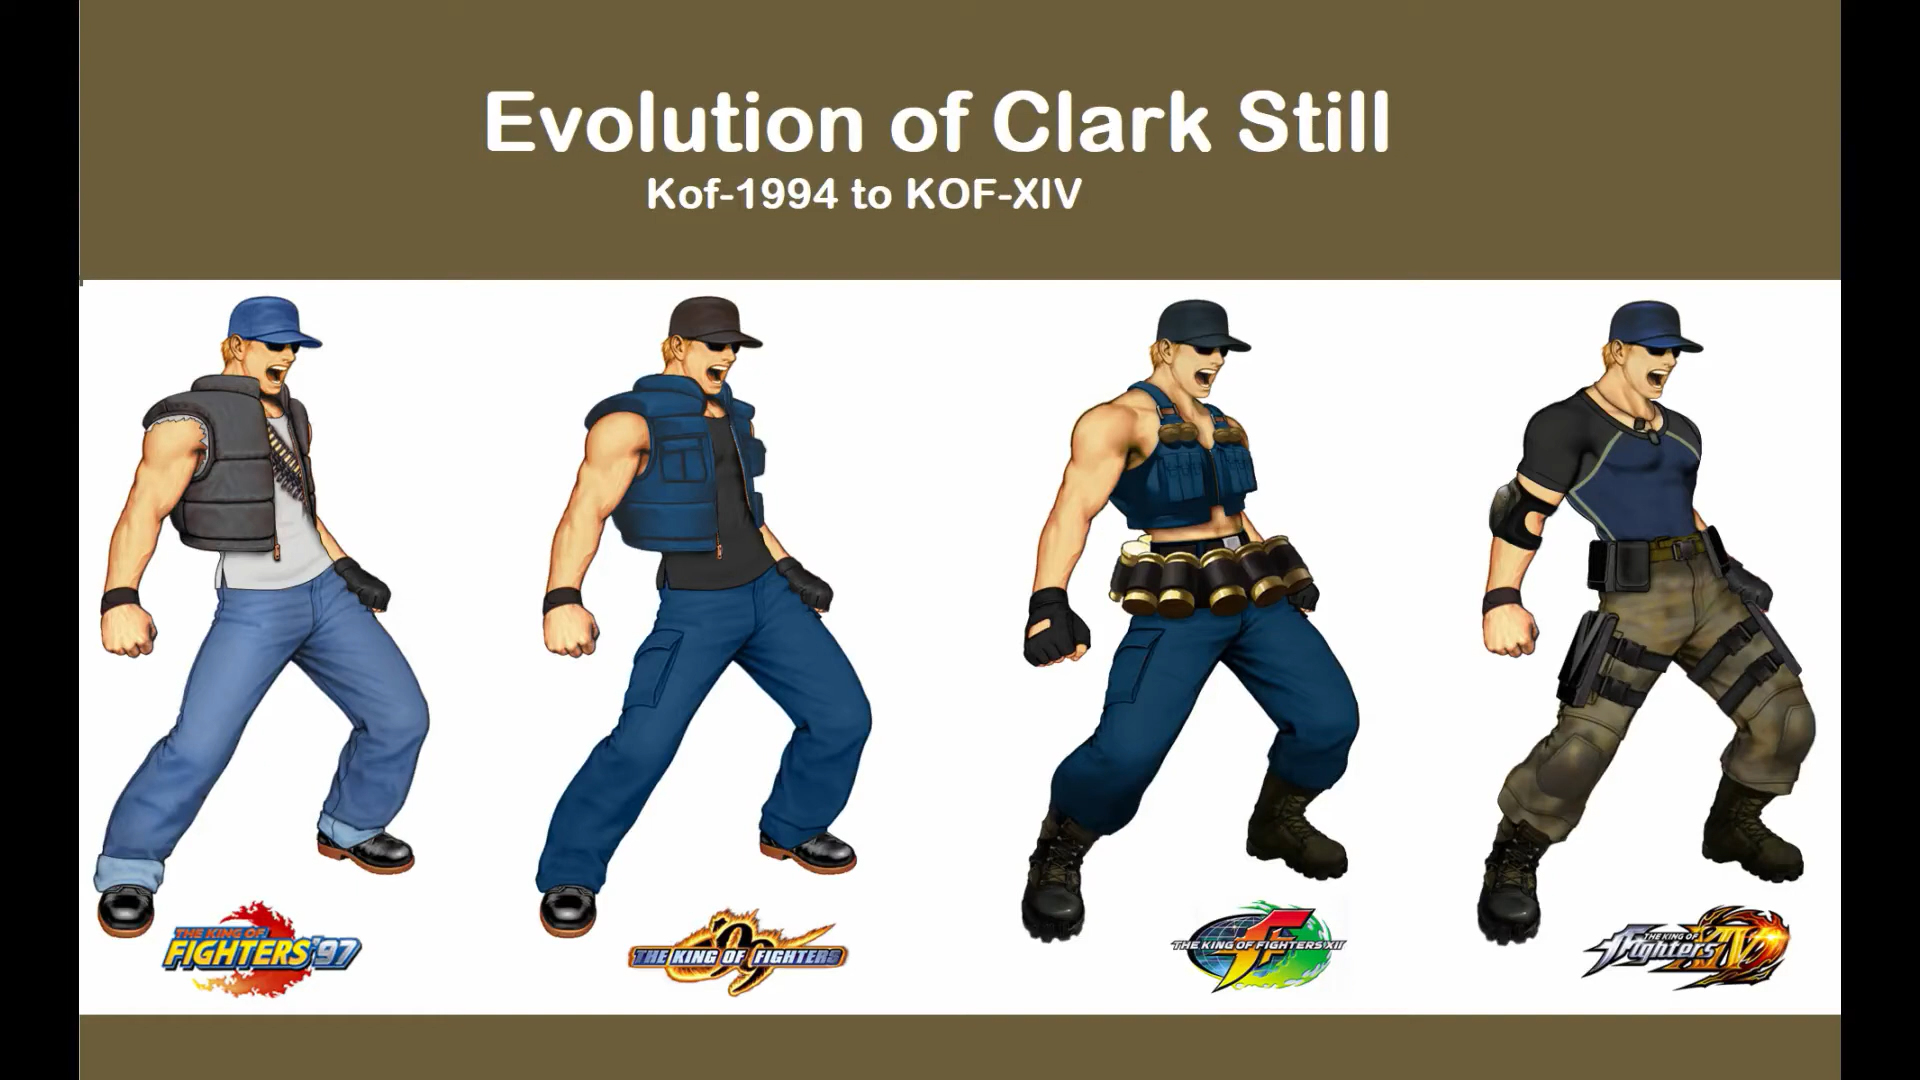 Evolution of Clark Still
Kof-1994 to KOF-XIV
THE KING OF
FIGHTERS'97
'99
THE KING OF FIGHTERS
THE KING OF FIGHTERS XII
THE KING OF
Fighters XIV